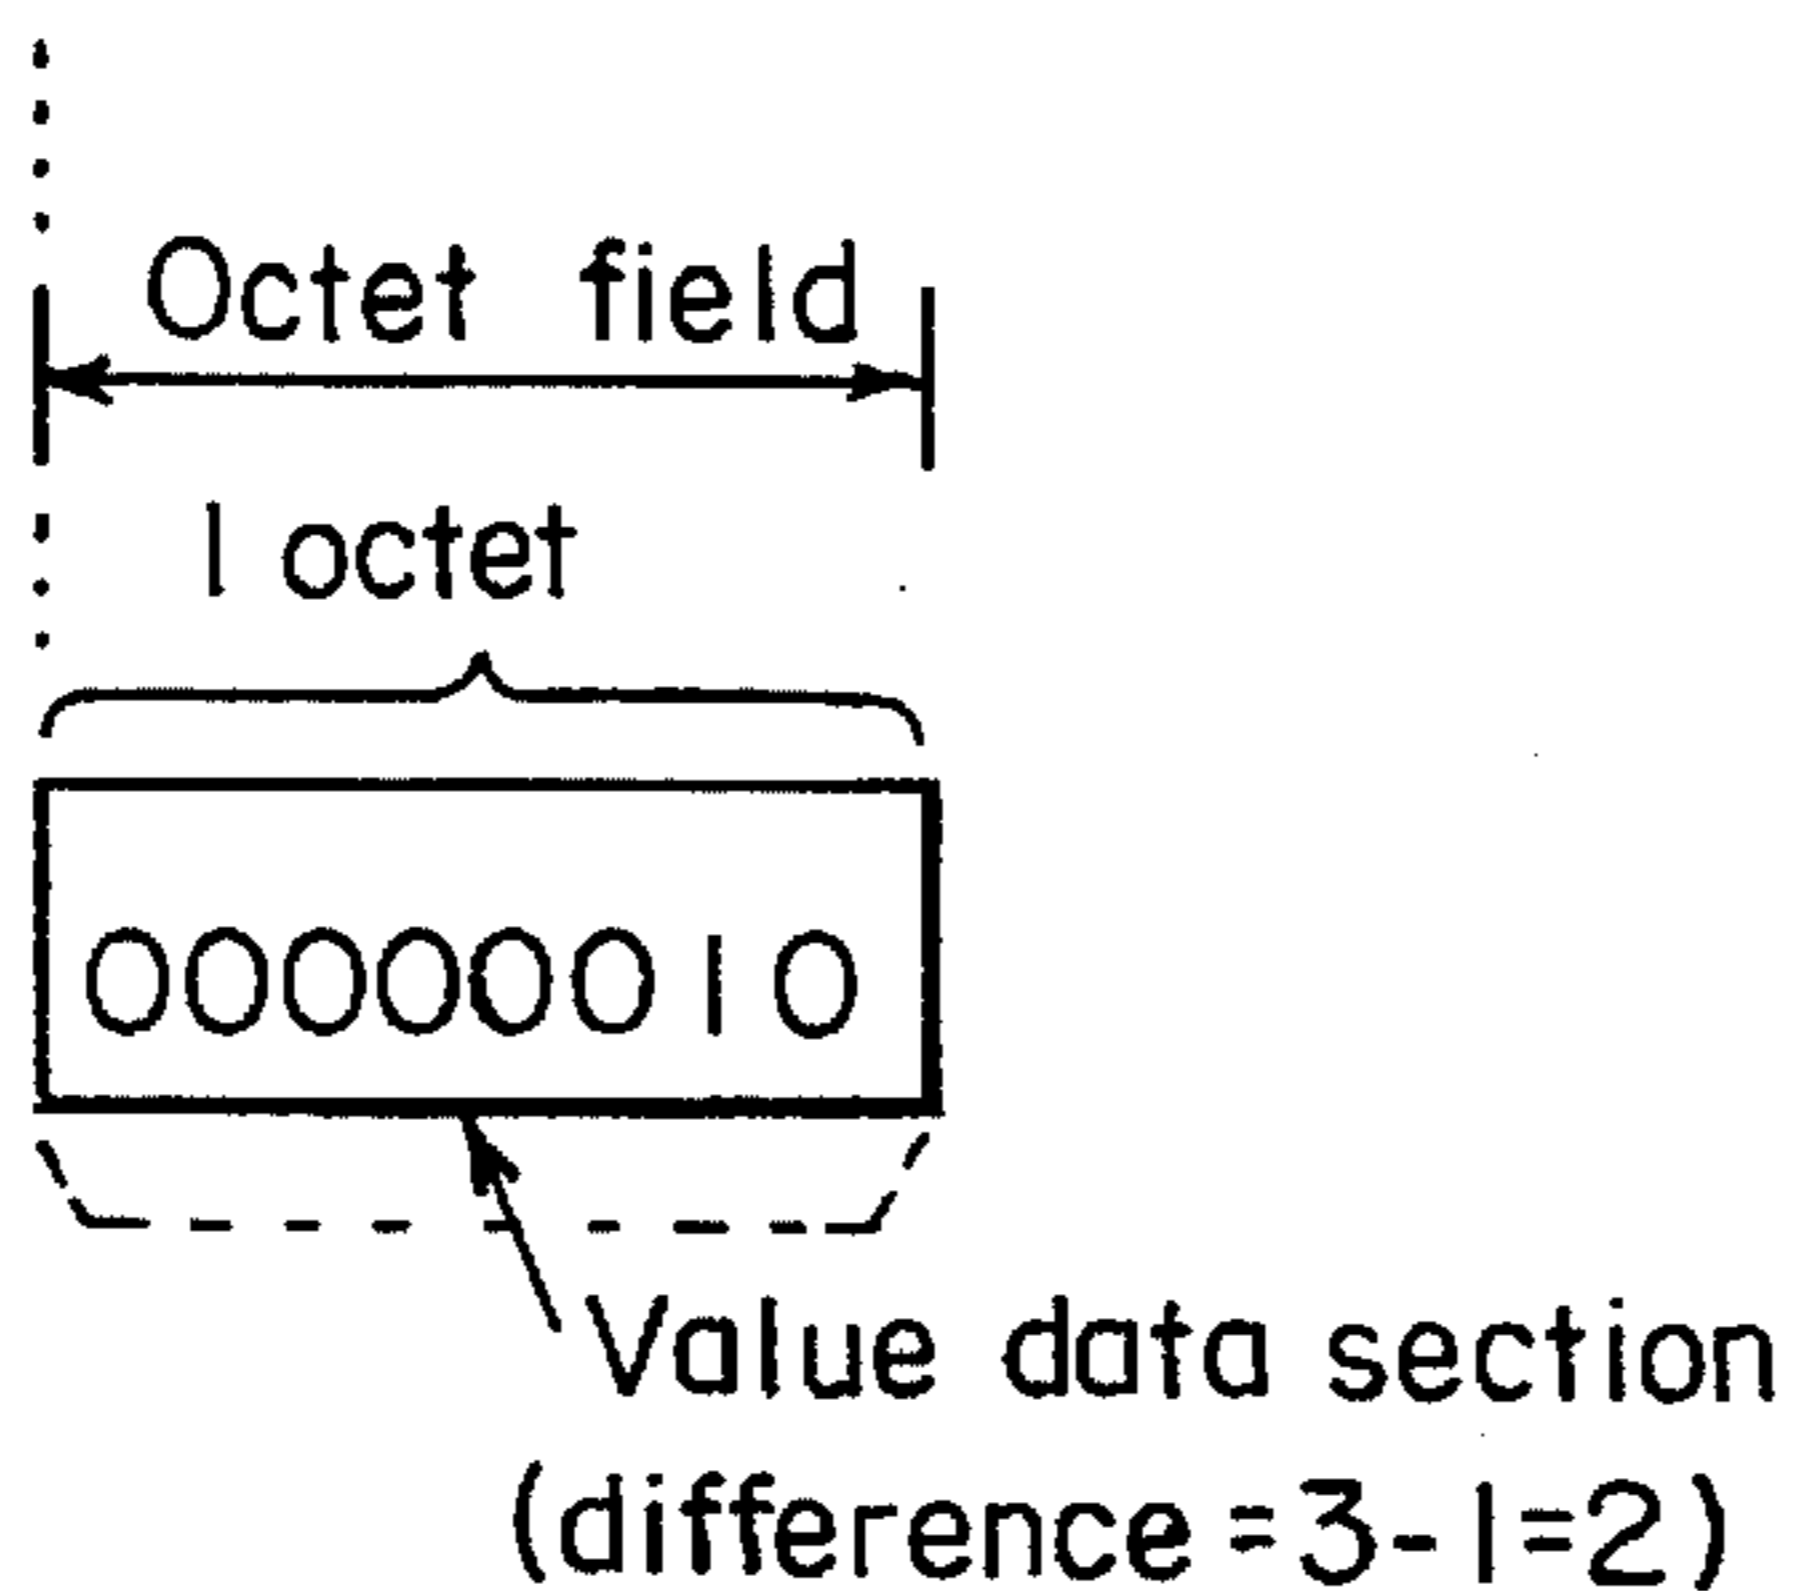 Octet field
1 octet
00000010
Value data section
(difference = 3 - 1 = 2)